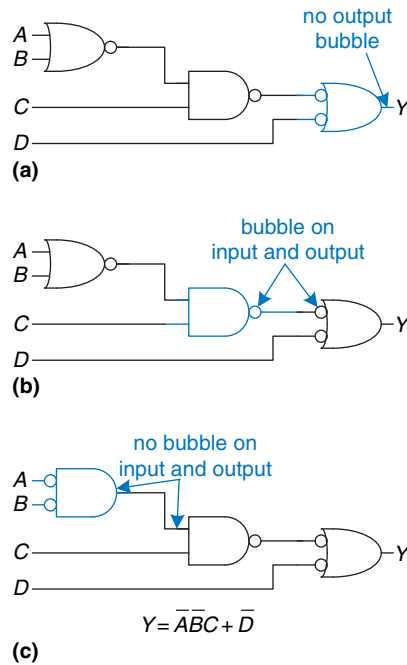 no output
bubble
A
B
C
D
Y
(a)
bubble on
input and output
A
B
C
D
Y
(b)
no bubble on
input and output
A
B
C
D
Y
Y = A̅B̅C + D̅
(c)